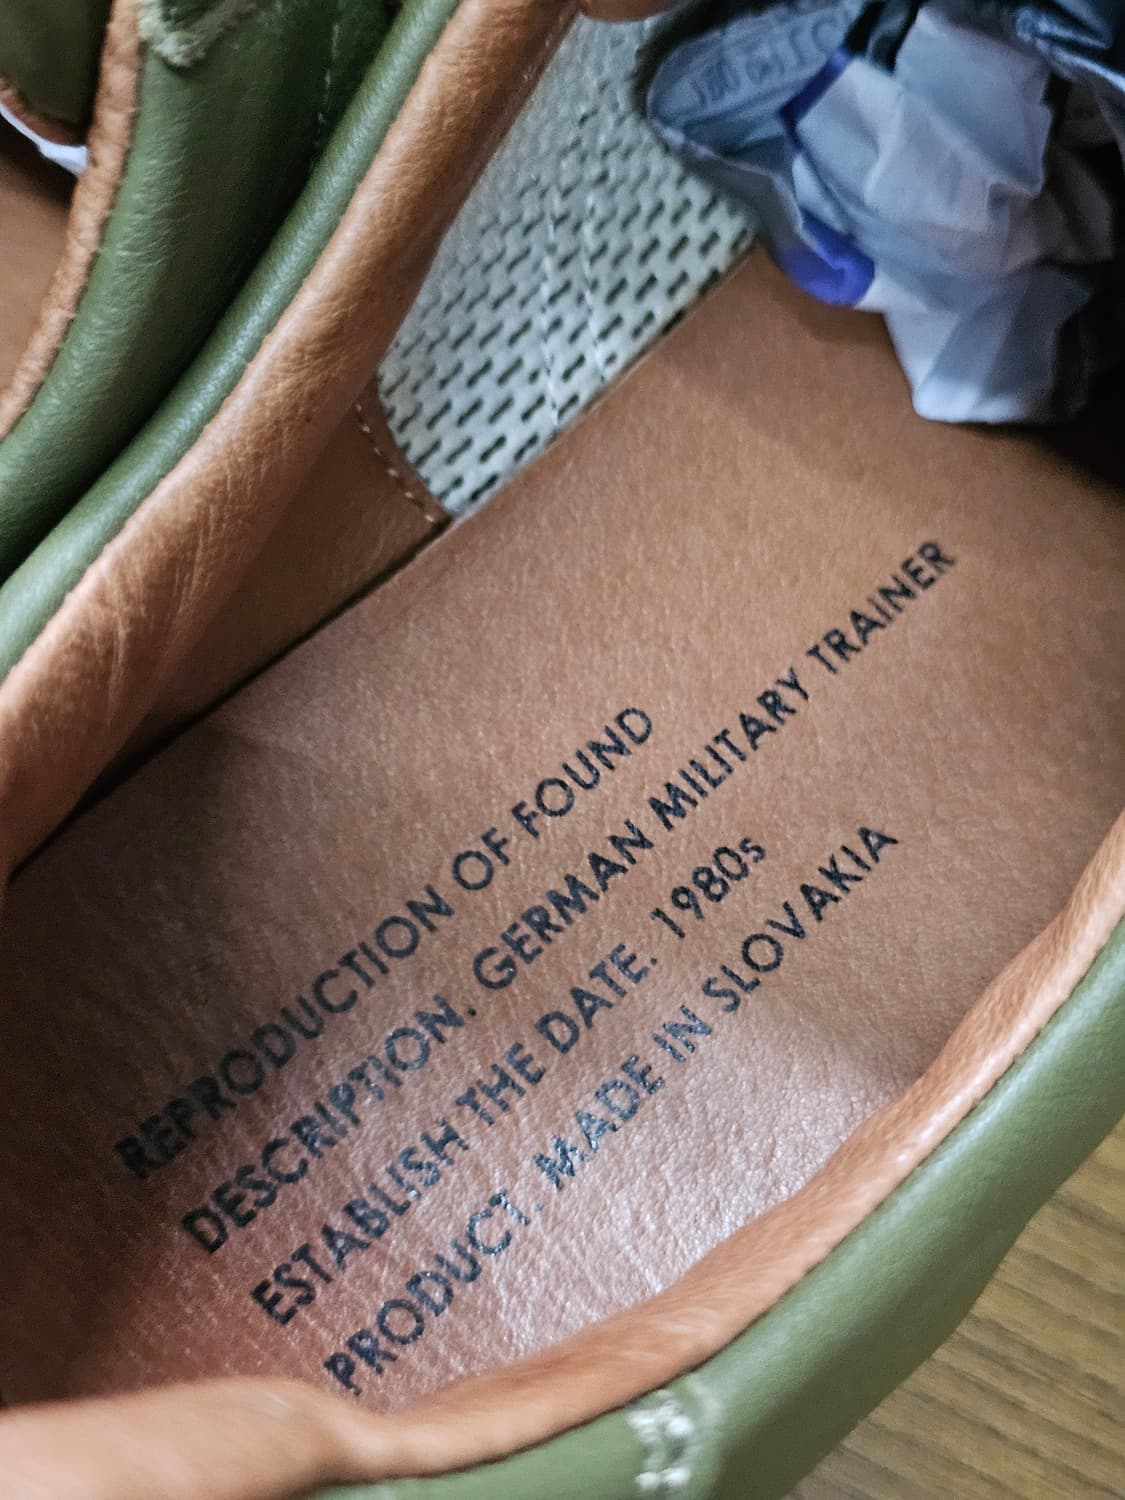 REPRODUCTION OF FOUND
DESCRIPTION. GERMAN MILITARY TRAINER
ESTABLISH THE DATE. 1980s
PRODUCT. MADE IN SLOVAKIA